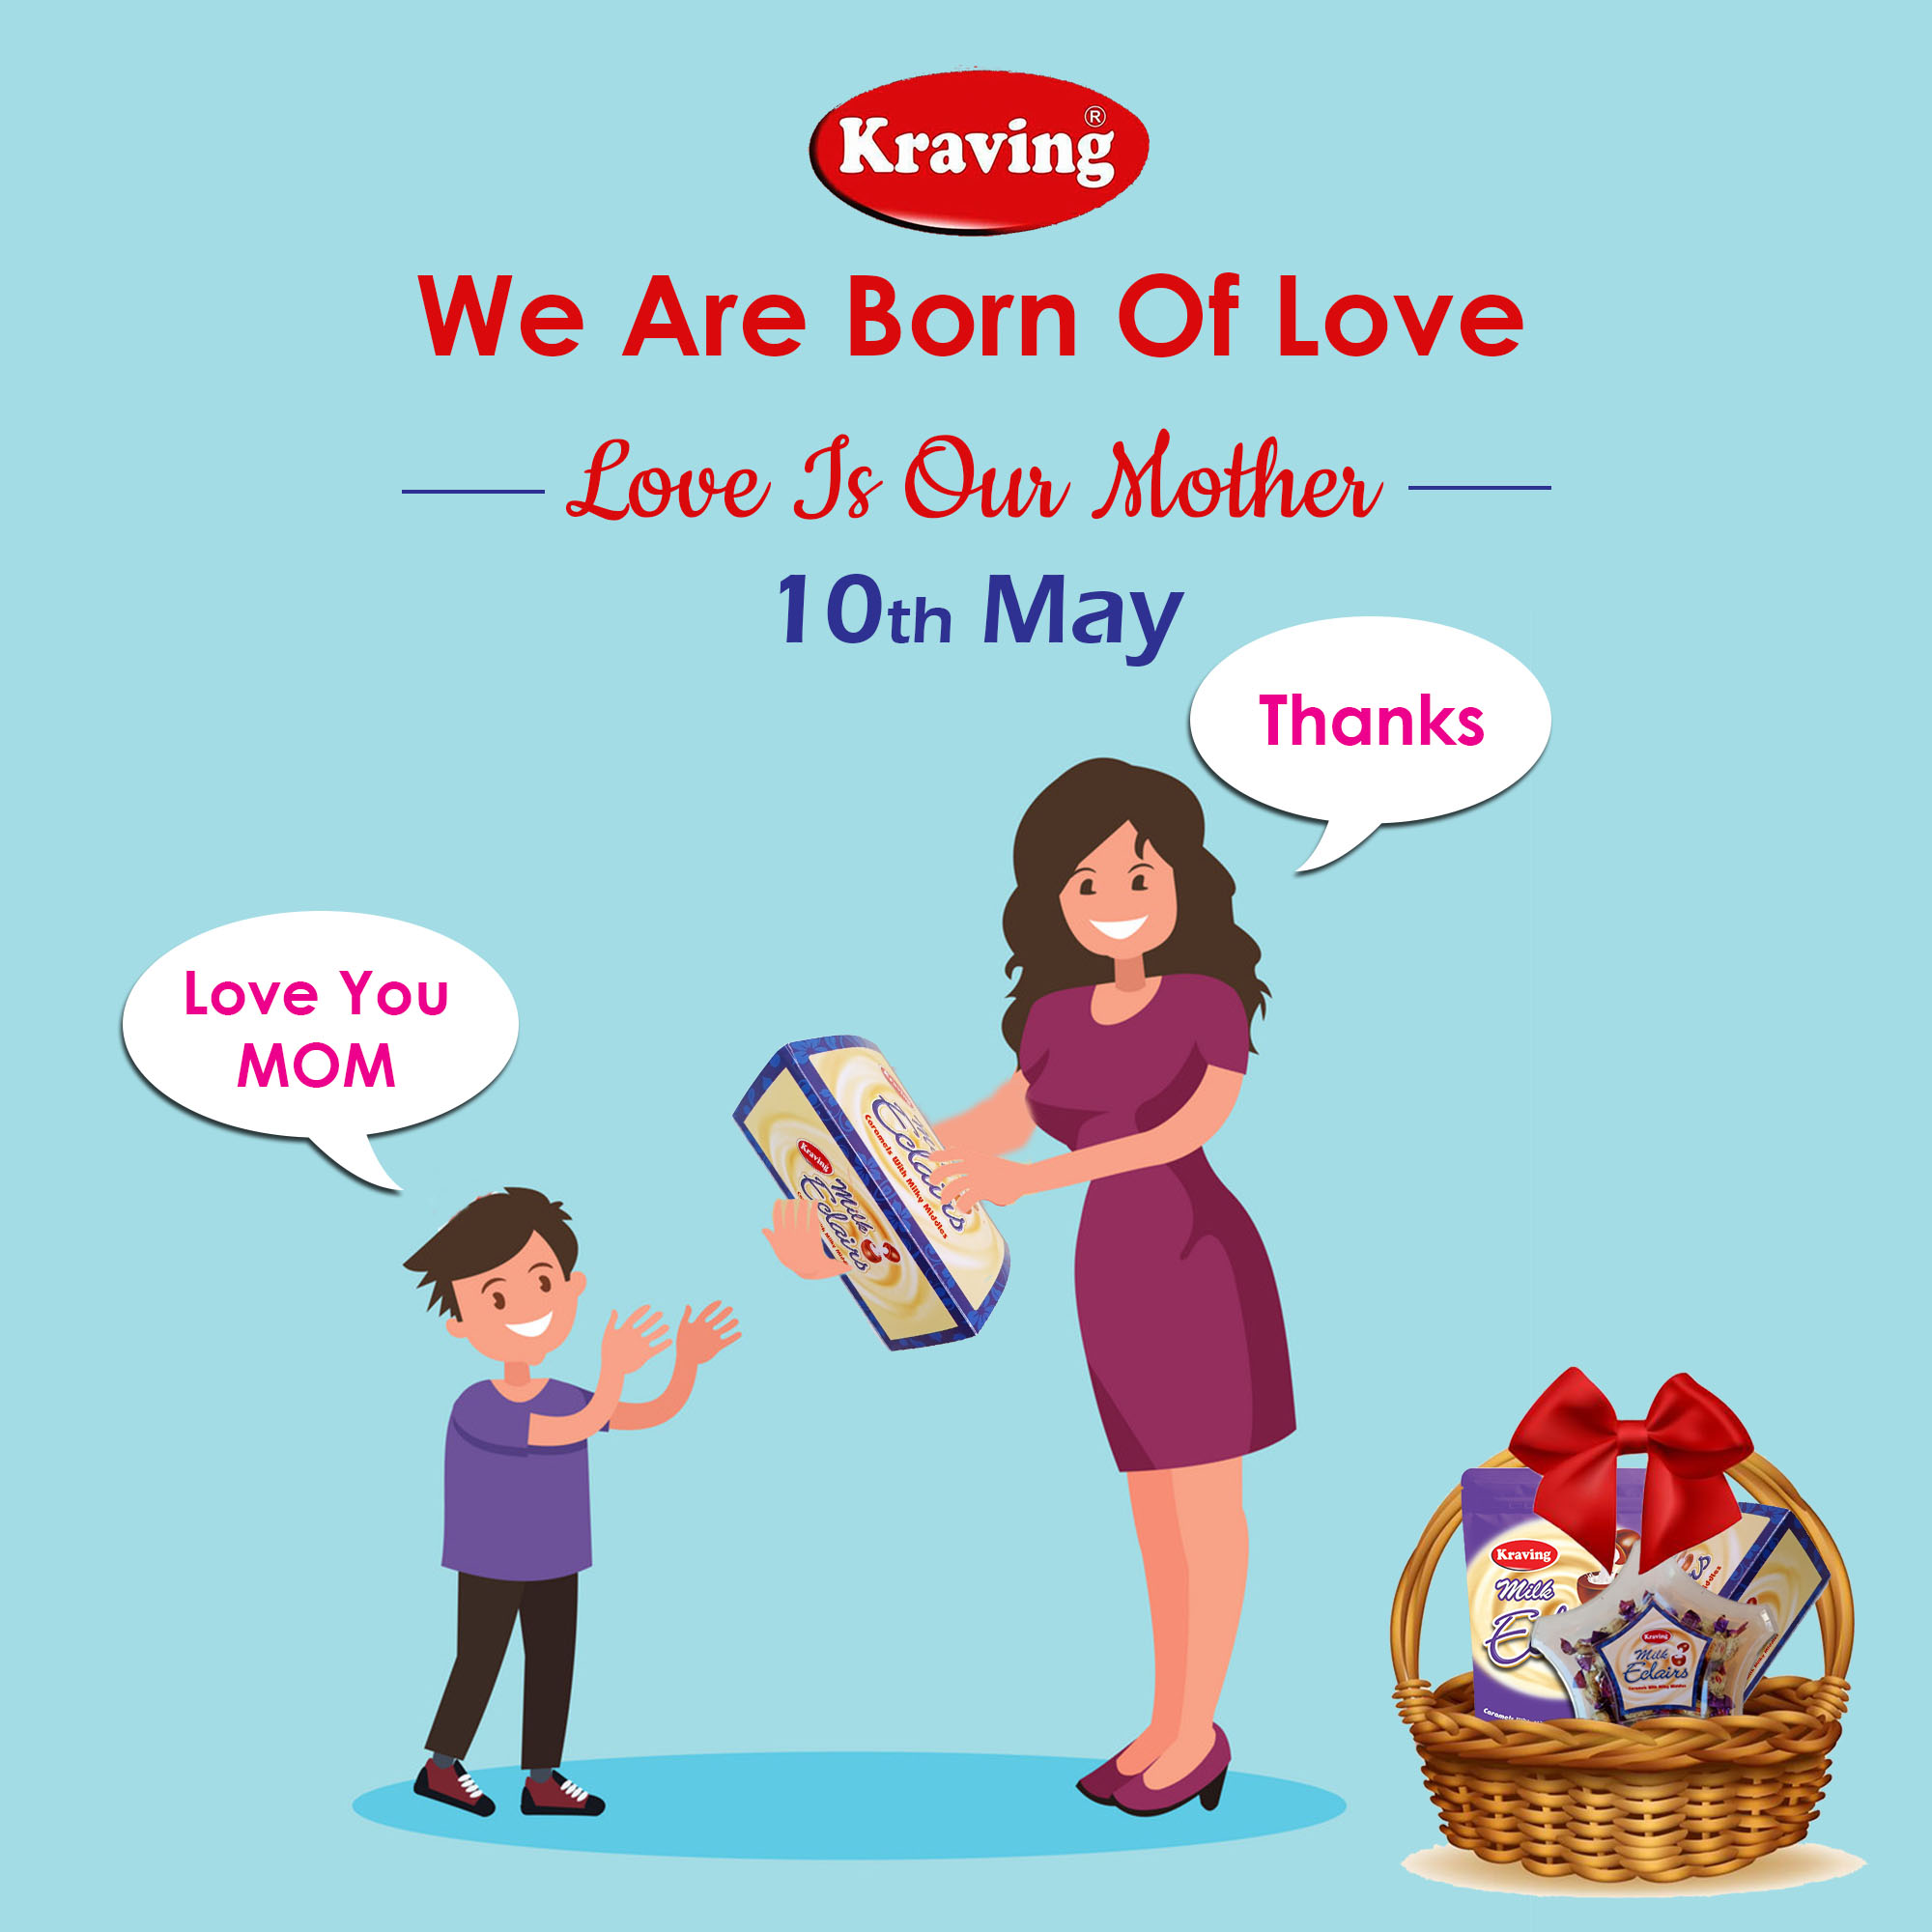 Kraving®
We Are Born Of Love
Love Is Our Mother
10th May
Thanks
Love You
MOM
Milk
Eclairs
Caramels With Milky Middles
Kraving
Milk
Eclairs
Kraving
Milk
Kraving
Milk
Eclairs
Caramels With Milky Middles